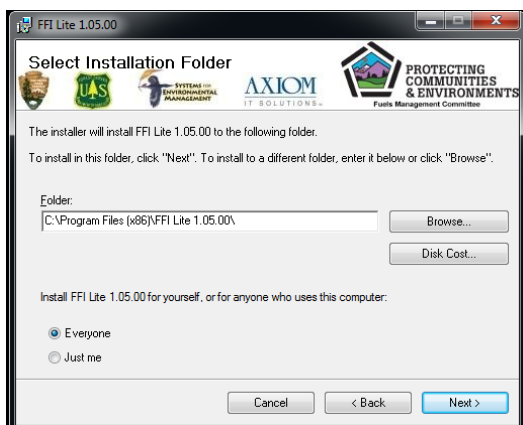 FFI Lite 1.05.00
Select Installation Folder
UAS
SYSTEMS FOR
ENVIRONMENTAL
MANAGEMENT
AXIOM
IT SOLUTIONS
PROTECTING
COMMUNITIES
& ENVIRONMENTS
Fuels Management Committee
The installer will install FFI Lite 1.05.00 to the following folder.
To install in this folder, click "Next". To install to a different folder, enter it below or click "Browse".
Folder:
C:\Program Files (x86)\FFI Lite 1.05.00\
Browse...
Disk Cost...
Install FFI Lite 1.05.00 for yourself, or for anyone who uses this computer:
Everyone
Just me
Cancel
< Back
Next >